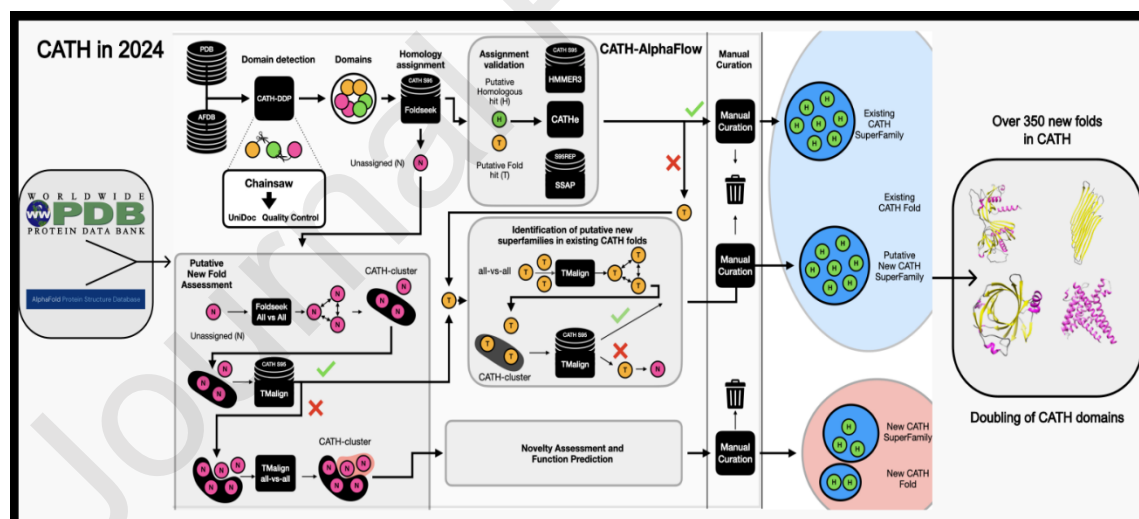 CATH in 2024
PDB
AFDB
Domain detection
CATH-DDP
Domains
Homology
assignment
CATH S95
Foldseek
Unassigned (N)
N
Chainsaw
UniDoc Quality Control
Assignment
validation
Putative
Homologous
hit (H)
H
T
Putative Fold
hit (T)
CATH S95
HMMER3
CATHe
S95REP
SSAP
CATH-AlphaFlow
T
Manual
Curation
Manual
Curation
Manual
Curation
Manual
Curation
H H H H H H H
Existing
CATH
SuperFamily
Existing
CATH Fold
H H H H H H H
Putative
New CATH
SuperFamily
Over 350 new folds
in CATH
Doubling of CATH domains
WORLDWIDE
WW PDB
PROTEIN DATA BANK
AlphaFold Protein Structure Database
Putative
New Fold
Assessment
N
Unassigned (N)
Foldseek
All vs All
N N N
CATH-cluster
N N
N N N
CATH S95
TMalign
T
Identification of putative new
superfamilies in existing CATH folds
all-vs-all
T T T
TMalign
T T T
T
T T
CATH-cluster
CATH S95
TMalign
T
N
N N N N N
TMalign
all-vs-all
CATH-cluster
N N N N N
Novelty Assessment and
Function Prediction
H H H
New CATH
SuperFamily
H H
New CATH
Fold
Journal